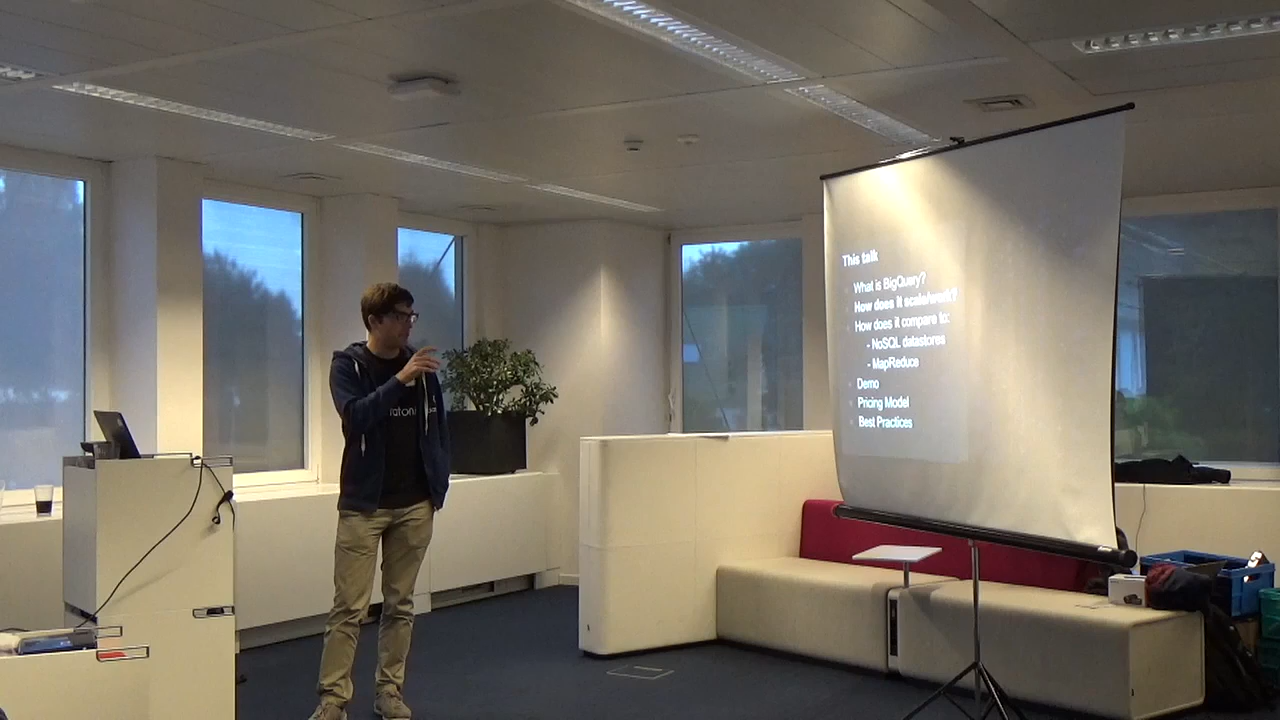 This talk
What is BigQuery?
How does it scale/work?
How does it compare to:
- NoSQL datastores
- MapReduce
Demo
Pricing Model
Best Practices